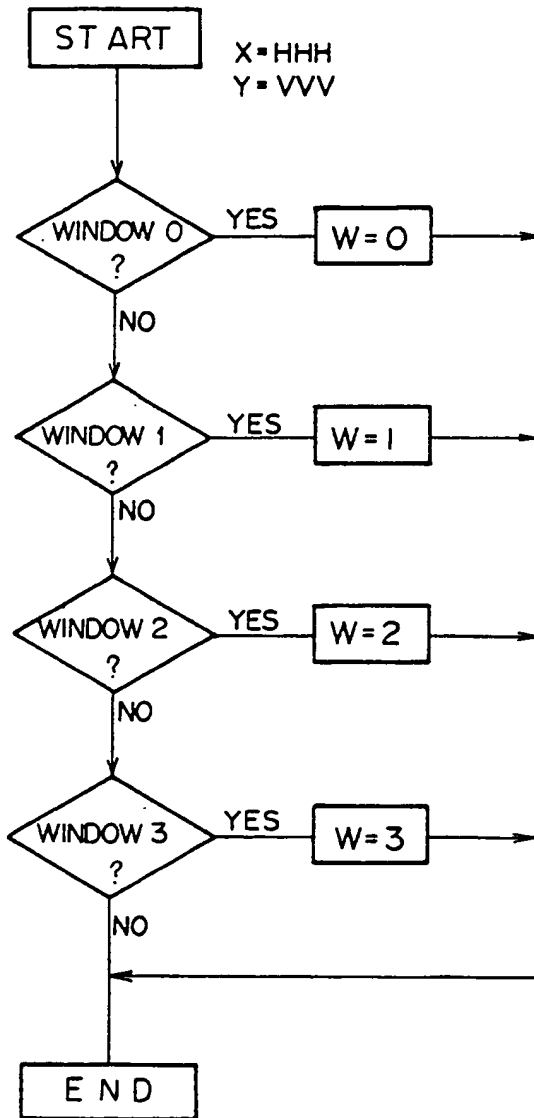 START
X=HHH
Y=VVV
WINDOW 0
?
YES
W=0
NO
WINDOW 1
?
YES
W=1
NO
WINDOW 2
?
YES
W=2
NO
WINDOW 3
?
YES
W=3
NO
END